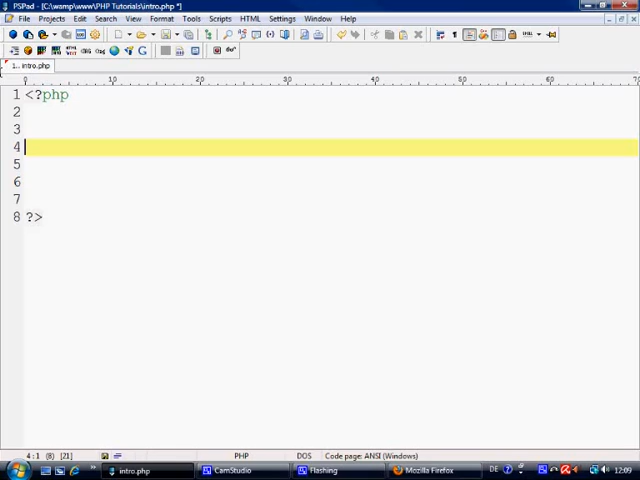 PSPad - [C:\wamp\www\PHP Tutorials\intro.php *]
File Projects Edit Search View Format Tools Scripts HTML Settings Window Help
1.. intro.php
0 10 20 30 40 50 60 70
1 <?php
2
3
4
5
6
7
8 ?>
4:1 (8) [21] PHP DOS Code page: ANSI (Windows)
intro.php CamStudio Flashing Mozilla Firefox DE 12:09